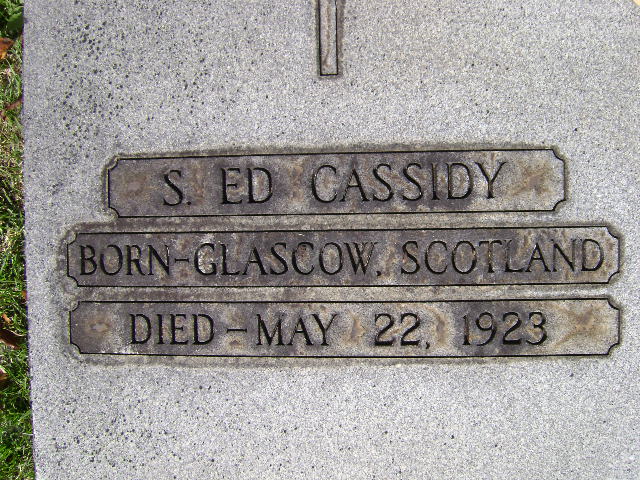 S. ED CASSIDY
BORN-GLASCOW, SCOTLAND
DIED-MAY 22, 1923